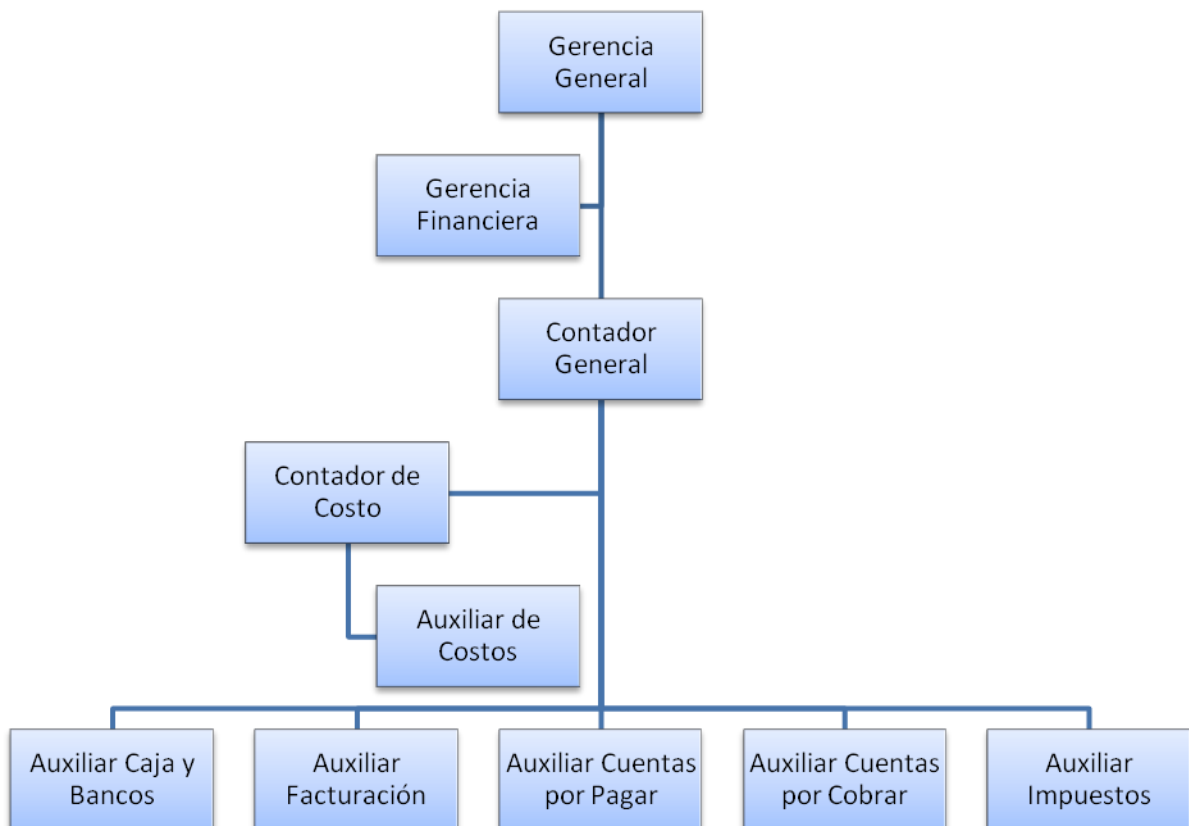 Gerencia
General
Gerencia
Financiera
Contador
General
Contador de
Costo
Auxiliar de
Costos
Auxiliar Caja y
Bancos
Auxiliar
Facturación
Auxiliar Cuentas
por Pagar
Auxiliar Cuentas
por Cobrar
Auxiliar
Impuestos